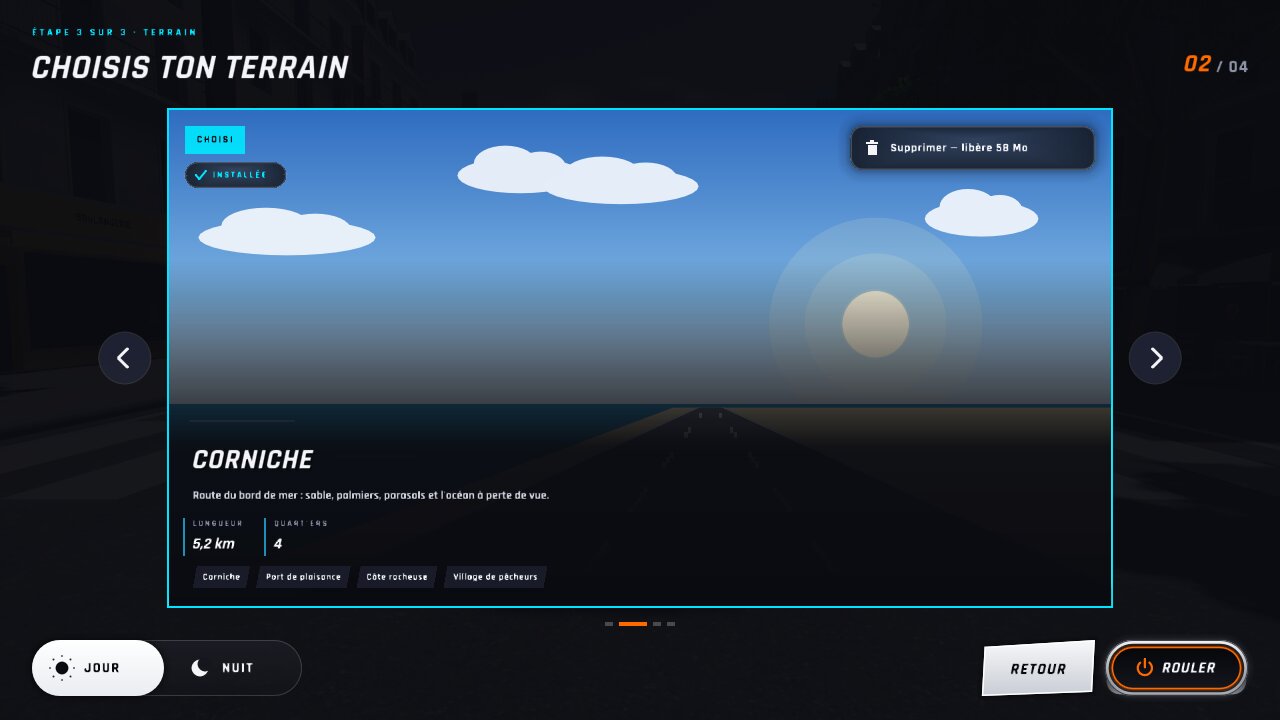 ÉTAPE 3 SUR 3 · TERRAIN
CHOISIS TON TERRAIN
02 / 04
CHOISI
INSTALLÉE
Supprimer – libère 58 Mo
BOULANGERIE
CORNICHE
Route du bord de mer : sable, palmiers, parasols et l'océan à perte de vue.
LONGUEUR
QUARTIERS
5,2 km
4
Corniche
Port de plaisance
Côte rocheuse
Village de pêcheurs
JOUR
NUIT
RETOUR
ROULER